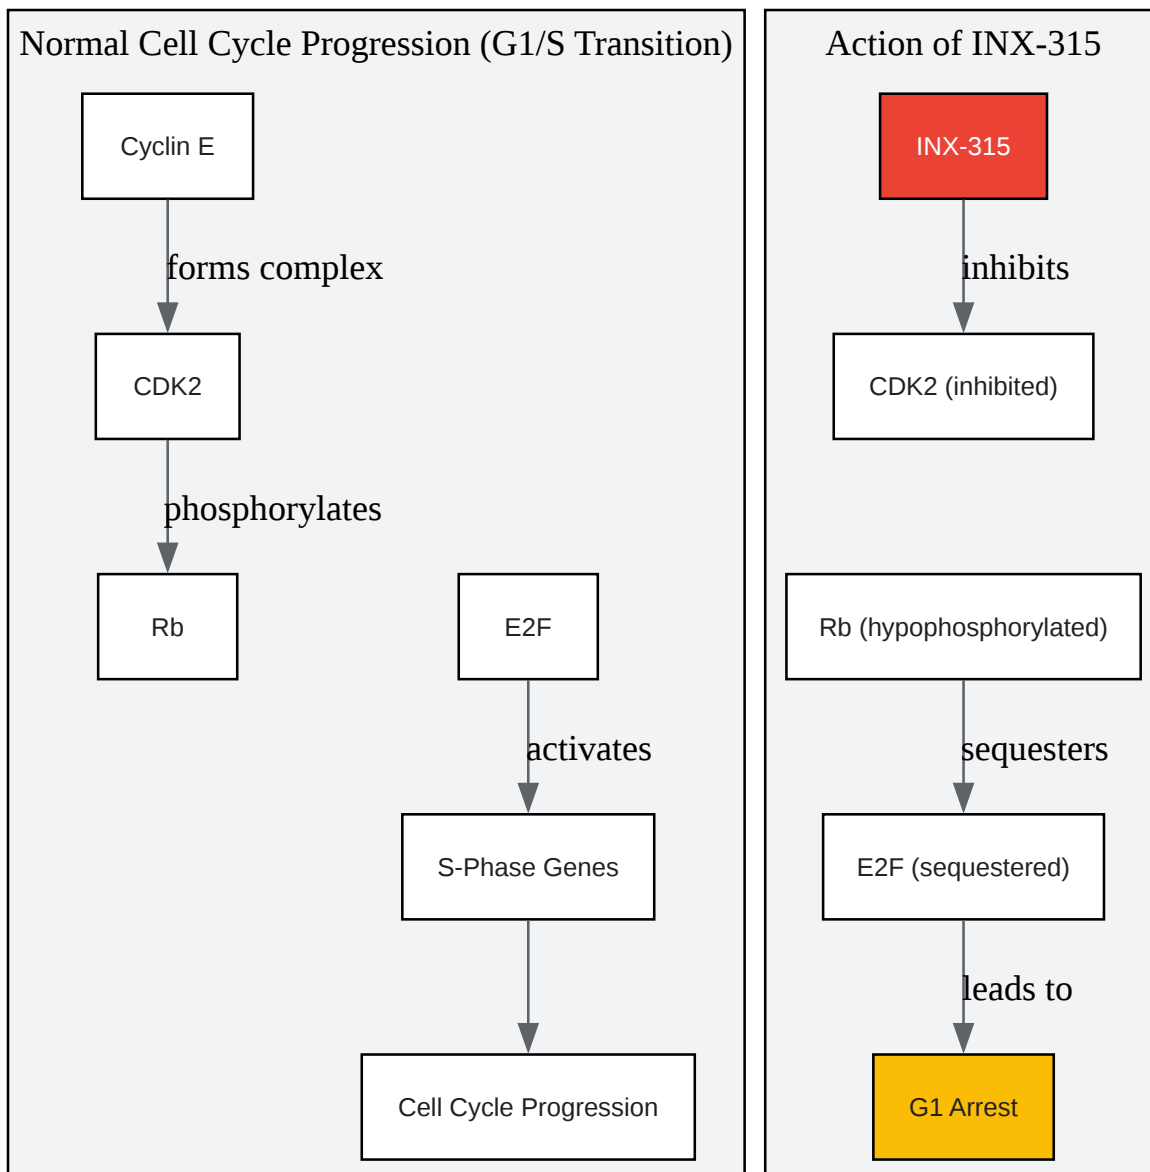 Normal Cell Cycle Progression (G1/S Transition)
Cyclin E
forms complex
CDK2
phosphorylates
Rb
E2F
activates
S-Phase Genes
Cell Cycle Progression
Action of INX-315
INX-315
inhibits
CDK2 (inhibited)
Rb (hypophosphorylated)
sequesters
E2F (sequestered)
leads to
G1 Arrest